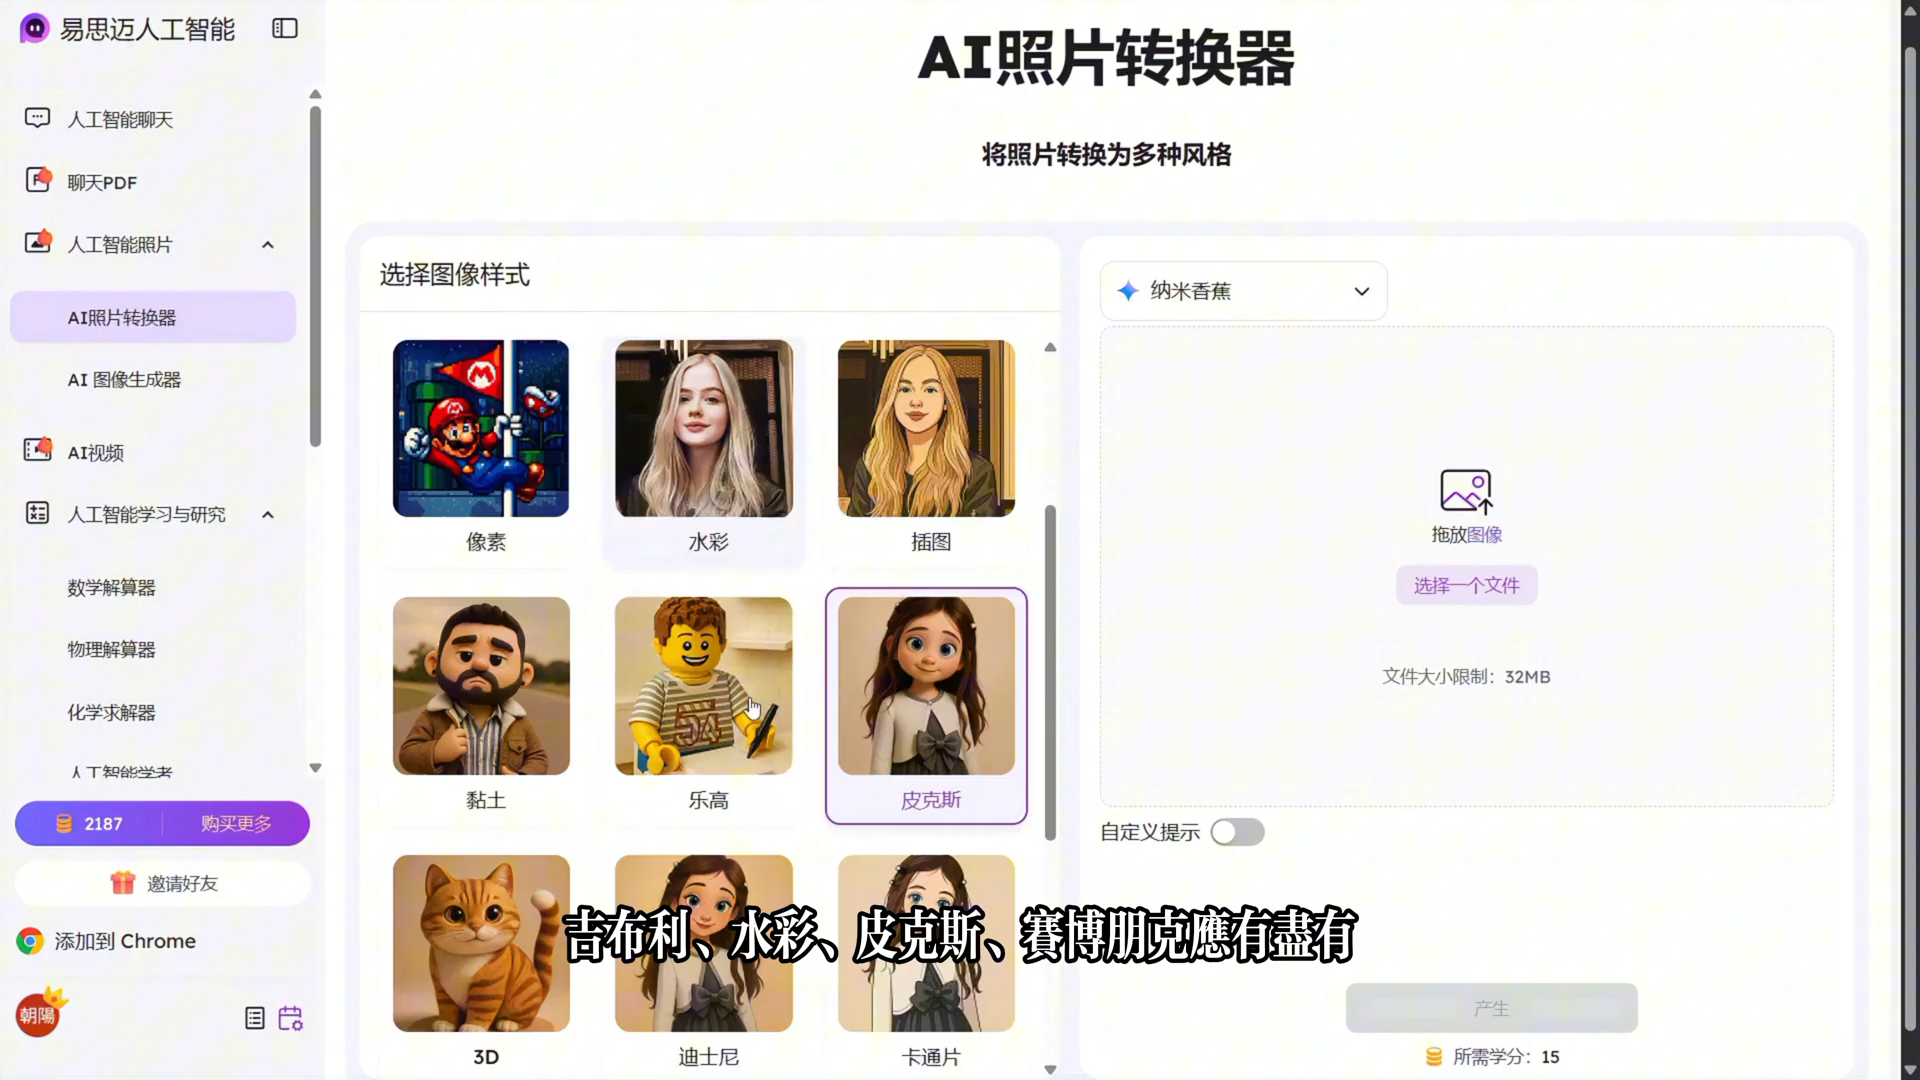 易思迈人工智能
人工智能聊天
聊天PDF
人工智能照片
AI照片转换器
AI 图像生成器
AI视频
人工智能学习与研究
数学解算器
物理解算器
化学求解器
人工智能学者
2187
购买更多
邀请好友
添加到 Chrome
朝陽
AI照片转换器
将照片转换为多种风格
选择图像样式
像素
水彩
插图
黏土
乐高
皮克斯
3D
迪士尼
卡通片
纳米香蕉
拖放图像
选择一个文件
文件大小限制：32MB
自定义提示
产生
所需学分：15
吉布利、水彩、皮克斯、賽博朋克應有盡有